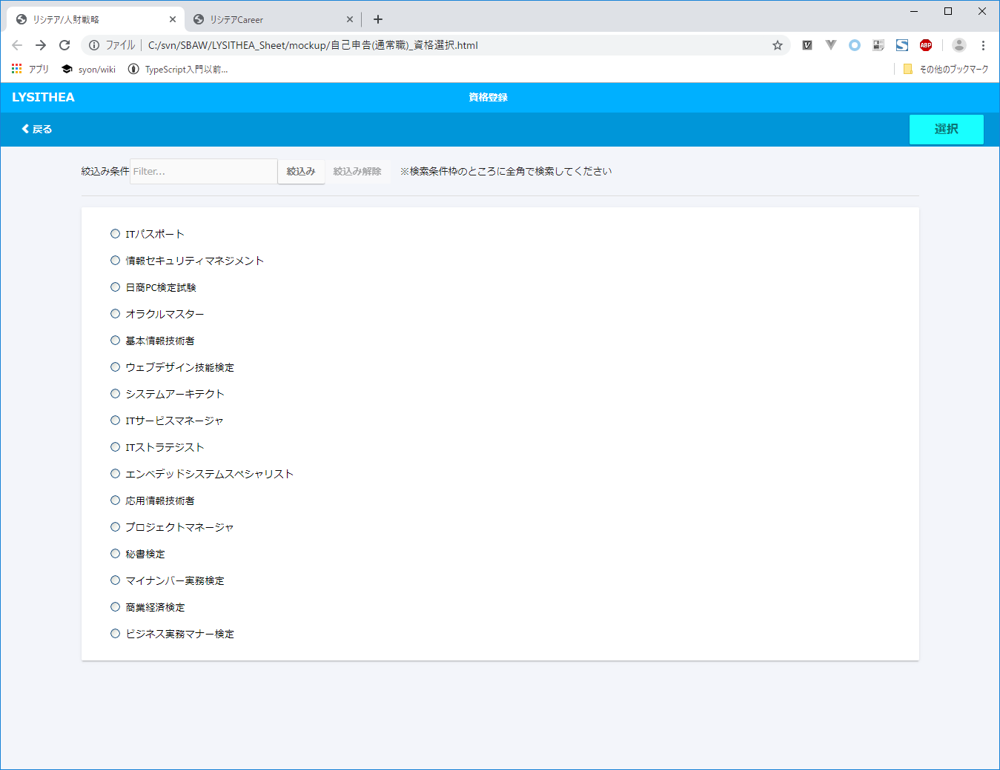 リシテア/人財戦略
リシテアCareer
ファイル | C:/svn/SBAW/LYSITHEA_Sheet/mockup/自己申告(通常職)_資格選択.html
ABP
アプリ syon/wiki TypeScript入門以前... その他のブックマーク
LYSITHEA 資格登録
戻る 選択
絞込み条件 Filter... 絞込み 絞込み解除 ※検索条件枠のところに全角で検索してください
ITパスポート
情報セキュリティマネジメント
日商PC検定試験
オラクルマスター
基本情報技術者
ウェブデザイン技能検定
システムアーキテクト
ITサービスマネージャ
ITストラテジスト
エンベデッドシステムスペシャリスト
応用情報技術者
プロジェクトマネージャ
秘書検定
マイナンバー実務検定
商業経済検定
ビジネス実務マナー検定